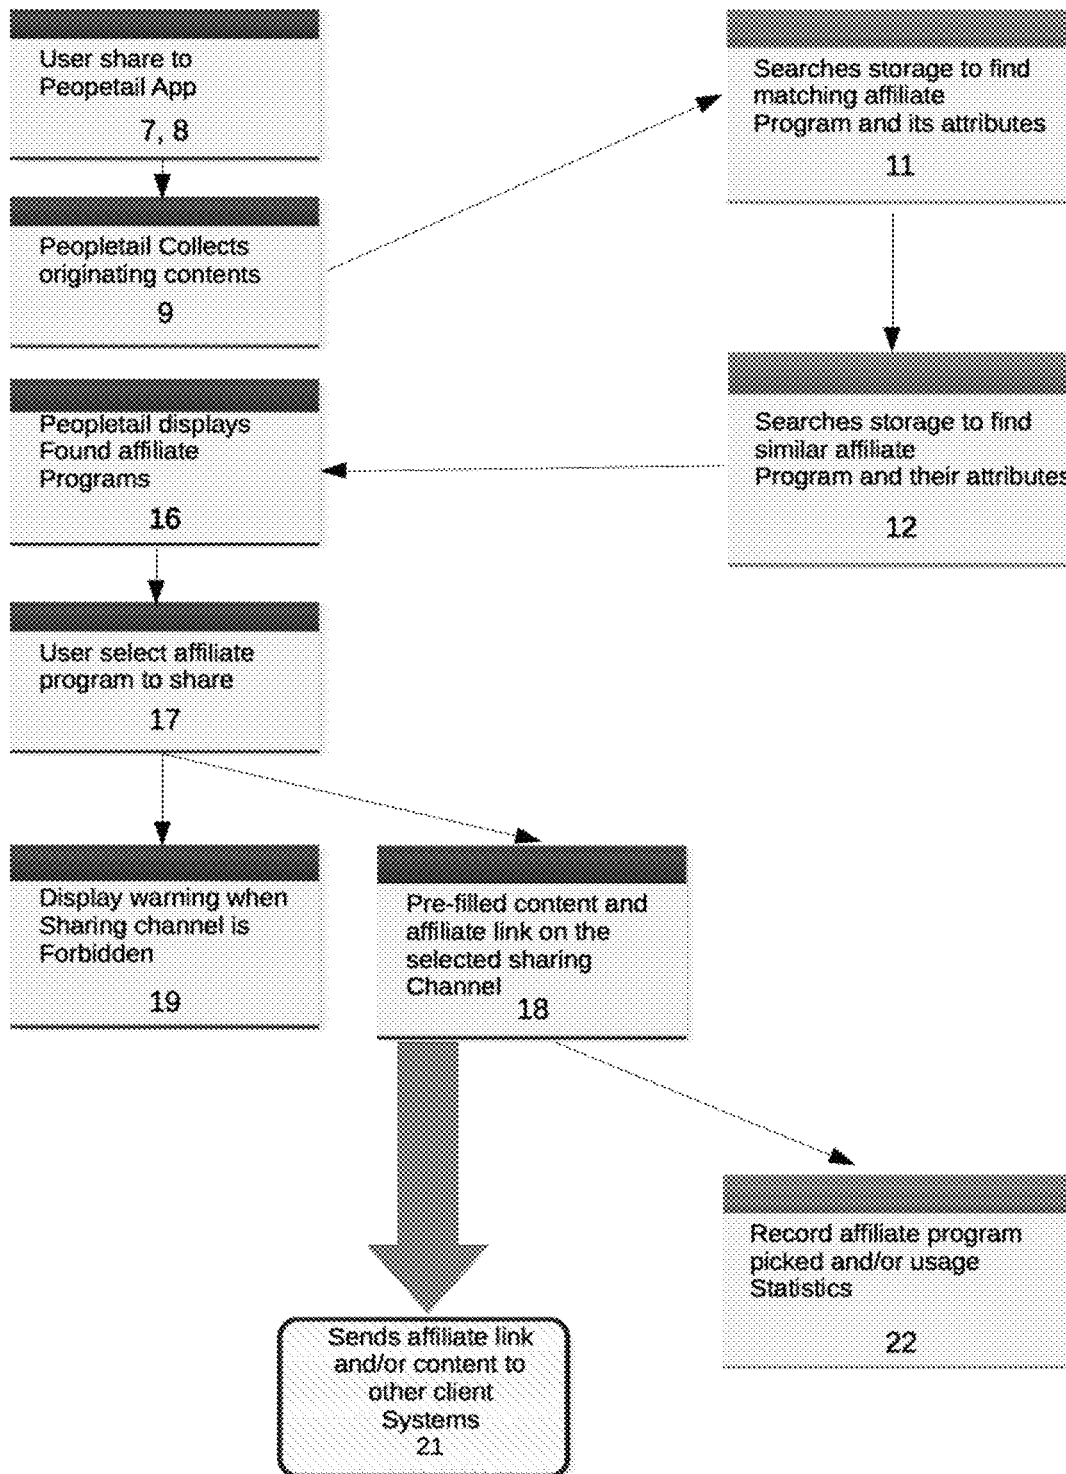 User share to
Peopetail App
7, 8
Searches storage to find
matching affiliate
Program and its attributes
11
Peopletail Collects
originating contents
9
Searches storage to find
similar affiliate
Program and their attributes
12
Peopletail displays
Found affiliate
Programs
16
User select affiliate
program to share
17
Display warning when
Sharing channel is
Forbidden
19
Pre-filled content and
affiliate link on the
selected sharing
Channel
18
Record affiliate program
picked and/or usage
Statistics
22
Sends affiliate link
and/or content to
other client
Systems
21